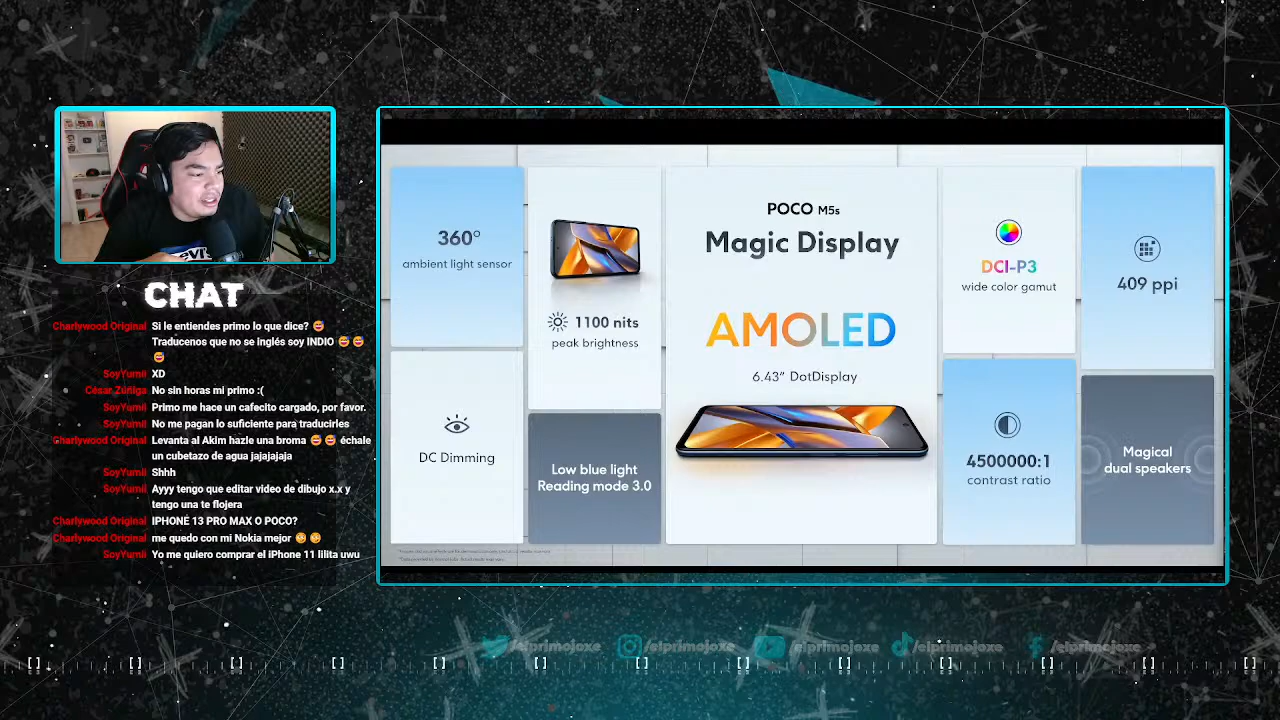 CHAT
Charlywood Original Si le entiendes primo lo que dice? 😅
Traducenos que no se inglés soy INDIO 😅 😅
😅
SoyYumii XD
César Zúñiga No sin horas mi primo :(
SoyYumii Primo me hace un cafecito cargado, por favor.
SoyYumii No me pagan lo suficiente para traducirles
Charlywood Original Levanta al Akim hazle una broma 😅 😅 échale
un cubetazo de agua jajajajaja
SoyYumii Shhh
SoyYumii Ayyy tengo que editar video de dibujo x.x y
tengo una te flojera
Charlywood Original IPHONE 13 PRO MAX O POCO?
Charlywood Original me quedo con mi Nokia mejor 😳 😳
SoyYumii Yo me quiero comprar el iPhone 11 lilita uwu
360°
ambient light sensor
DC Dimming
1100 nits
peak brightness
Low blue light
Reading mode 3.0
POCO M5s
Magic Display
AMOLED
6.43” DotDisplay
DCI-P3
wide color gamut
4500000:1
contrast ratio
409 ppi
Magical
dual speakers
/elprimojoxe /elprimojoxe /elprimojoxe /elprimojoxe /elprimojoxe